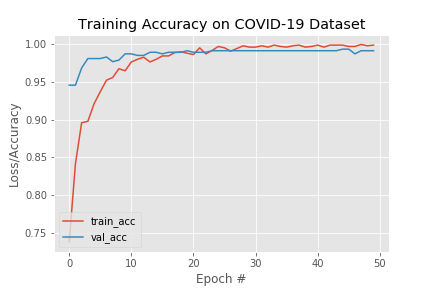 Training Accuracy on COVID-19 Dataset
1.00
0.95
0.90
0.85
0.80
0.75
Loss/Accuracy
train_acc
val_acc
0 10 20 30 40 50
Epoch #